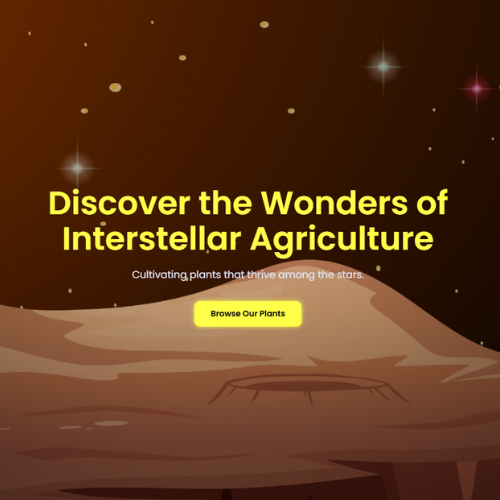 Discover the Wonders of
Interstellar Agriculture
Cultivating plants that thrive among the stars.
Browse Our Plants